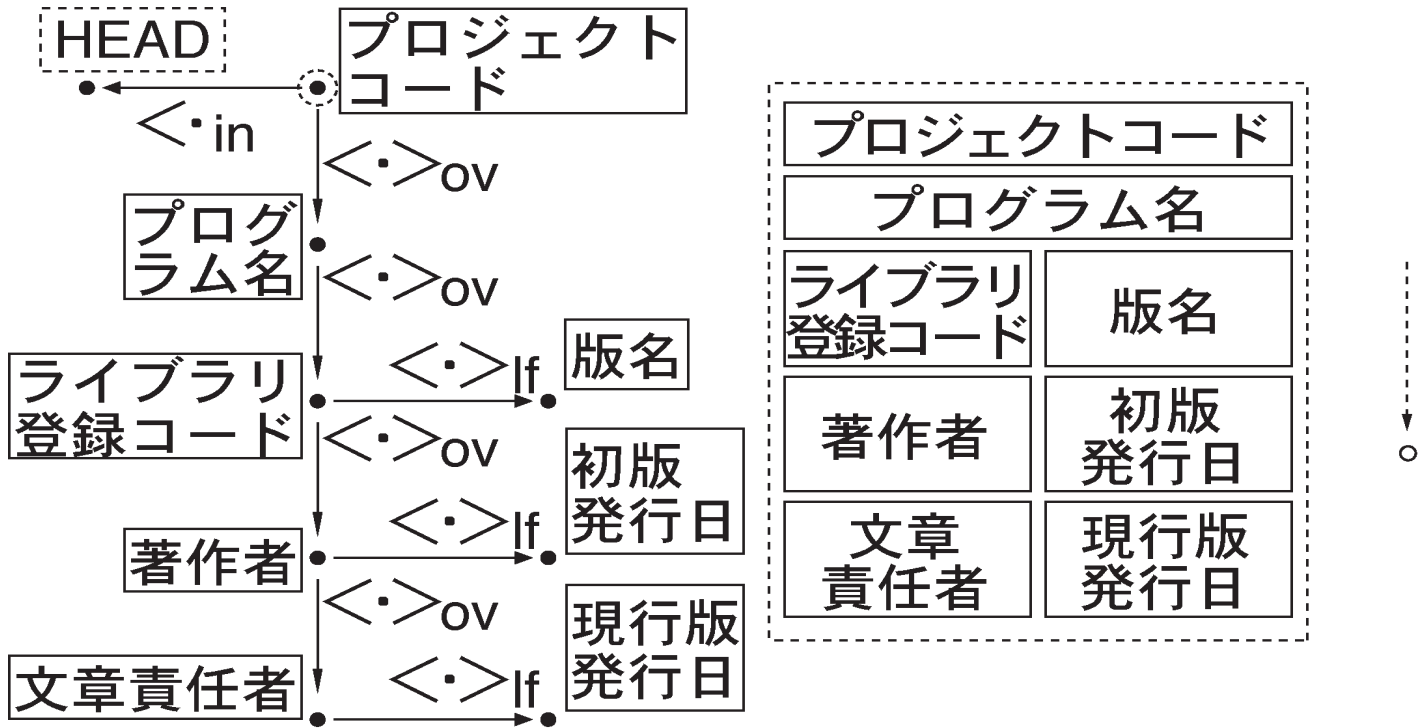 HEAD
プロジェクト
コード
<・in
<・>ov
プログ
ラム名
<・>ov
ライブラリ
登録コード
<・>lf
版名
<・>ov
著作者
<・>lf
初版
発行日
<・>ov
文章責任者
<・>lf
現行版
発行日
プロジェクトコード
プログラム名
ライブラリ
登録コード
版名
著作者
初版
発行日
文章
責任者
現行版
発行日